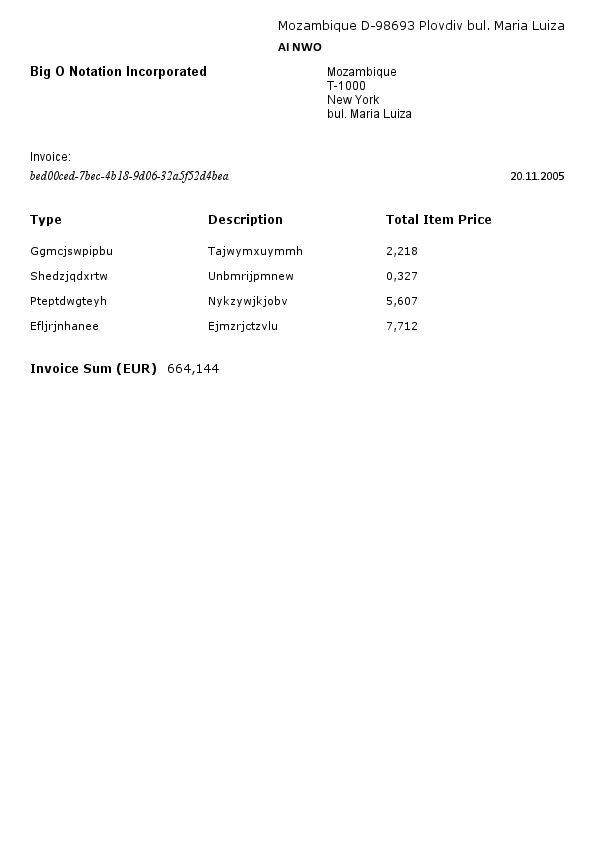 Mozambique D-98693 Plovdiv bul. Maria Luiza
AI NWO
Big O Notation Incorporated
Mozambique
T-1000
New York
bul. Maria Luiza
Invoice:
bed00ced-7bec-4b18-9d06-32a5f52d4bea
20.11.2005
Type Description Total Item Price
Ggmcjswpipbu Tajwymxuymmh 2,218
Shedzjqdxrtw Unbmrijpmnew 0,327
Pteptdwgteyh Nykzywjkjobv 5,607
Efljrjnhanee Ejmzrjctzvlu 7,712
Invoice Sum (EUR) 664,144